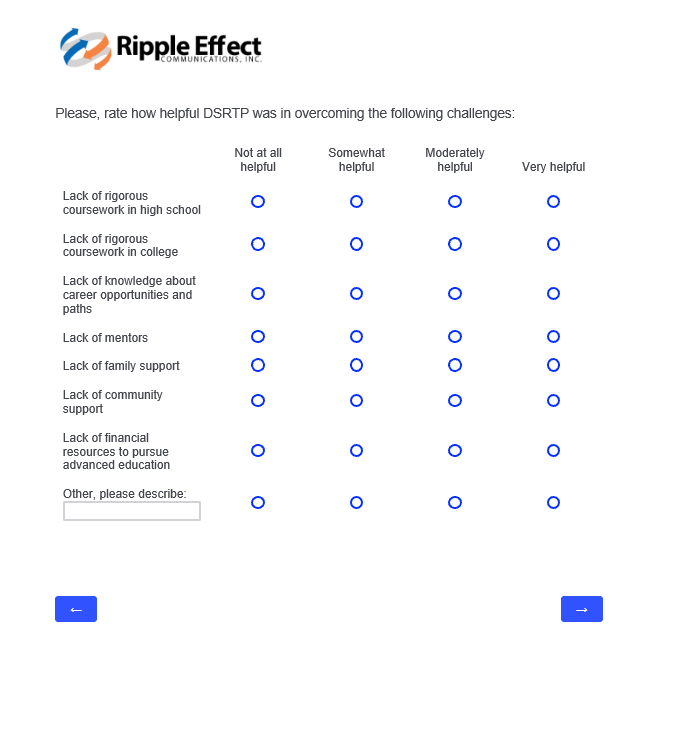 Ripple Effect
COMMUNICATIONS, INC.
Please, rate how helpful DSRTP was in overcoming the following challenges:
Not at all
helpful
Somewhat
helpful
Moderately
helpful
Very helpful
Lack of rigorous
coursework in high school
Lack of rigorous
coursework in college
Lack of knowledge about
career opportunities and
paths
Lack of mentors
Lack of family support
Lack of community
support
Lack of financial
resources to pursue
advanced education
Other, please describe:
←
→